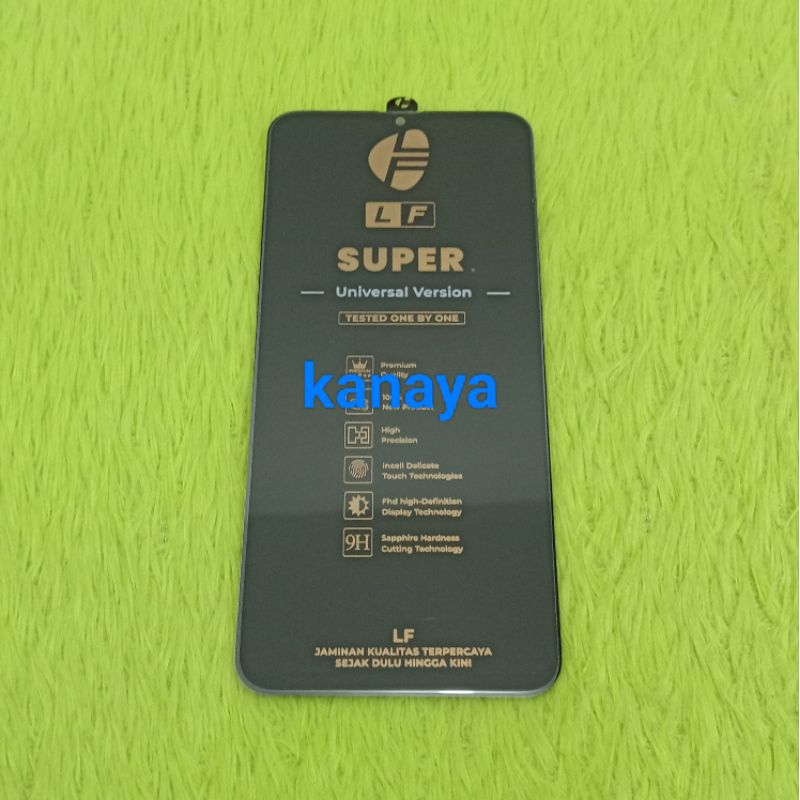 LF
SUPER
Universal Version
TESTED ONE BY ONE
Premium
Quality
kanaya
New Product
High
Precision
Incell Delicate
Touch Technologies
Fhd high-Definition
Display Technology
9H
Sapphire Hardness
Cutting Technology
LF
JAMINAN KUALITAS TERPERCAYA
SEJAK DULU HINGGA KINI